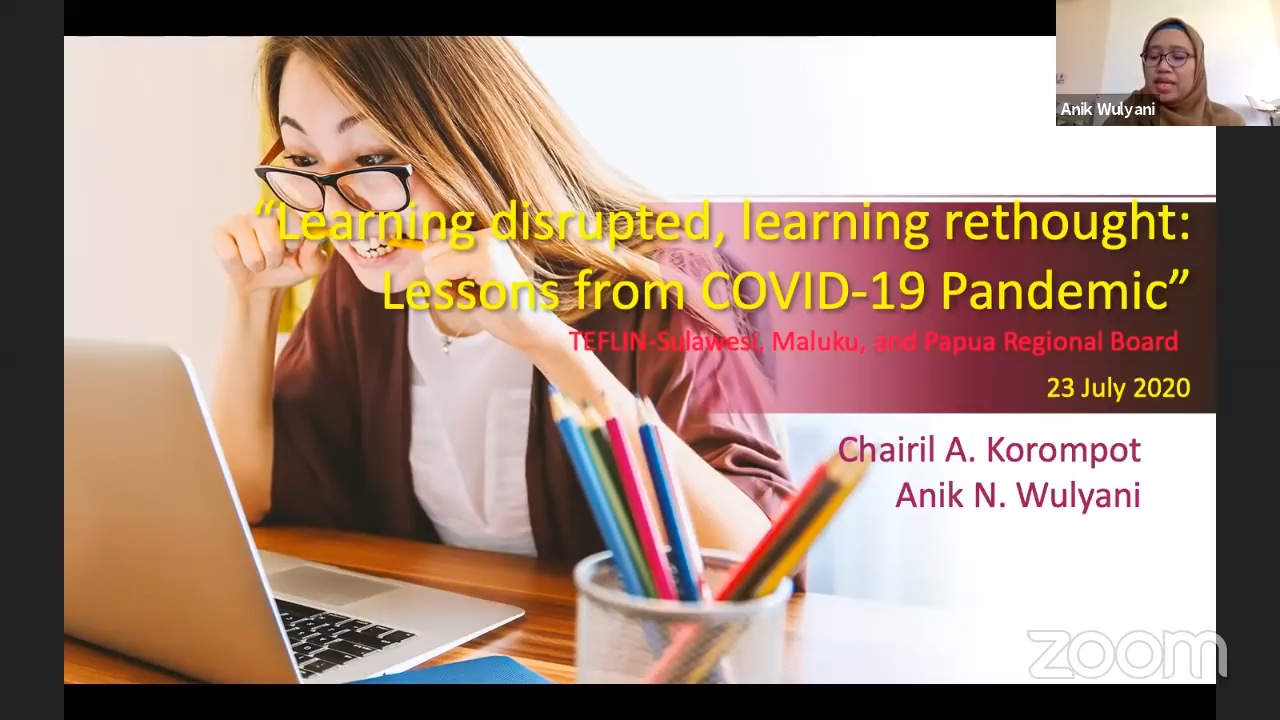 Anik Wulyani
“Learning disrupted, learning rethought:
Lessons from COVID-19 Pandemic”
TEFLIN-Sulawesi, Maluku, and Papua Regional Board
23 July 2020
Chairil A. Korompot
Anik N. Wulyani
zoom